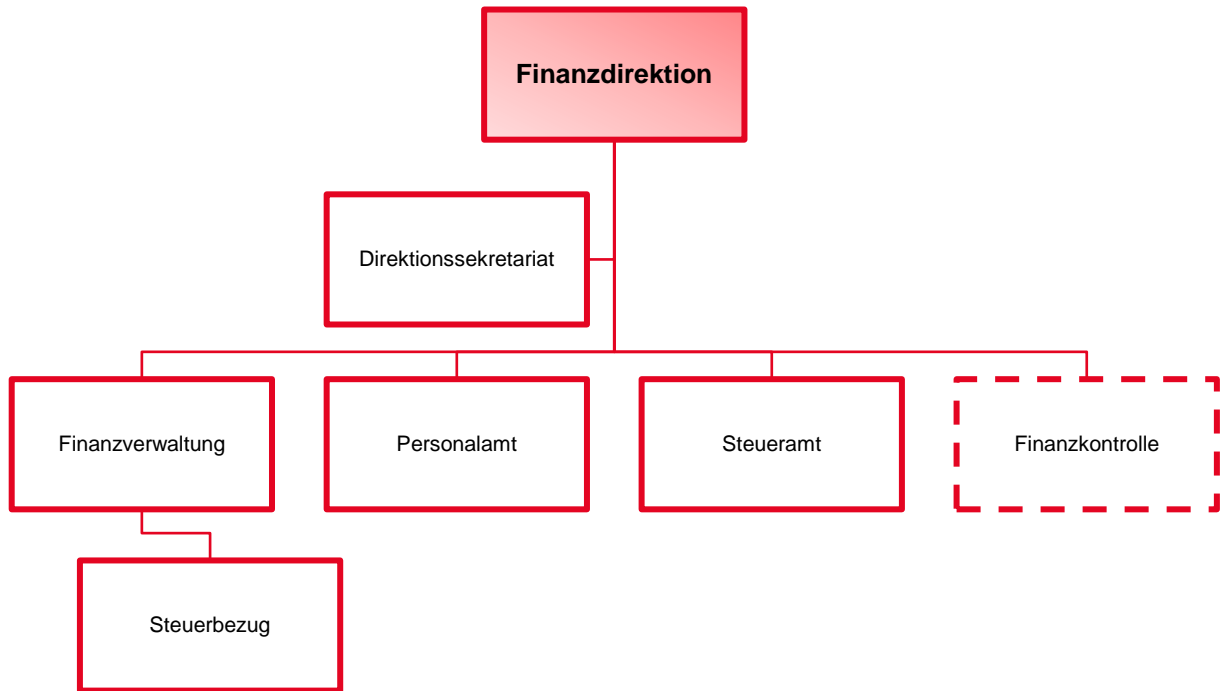 Finanzdirektion
Direktionssekretariat
Finanzverwaltung
Personalamt
Steueramt
Finanzkontrolle
Steuerbezug